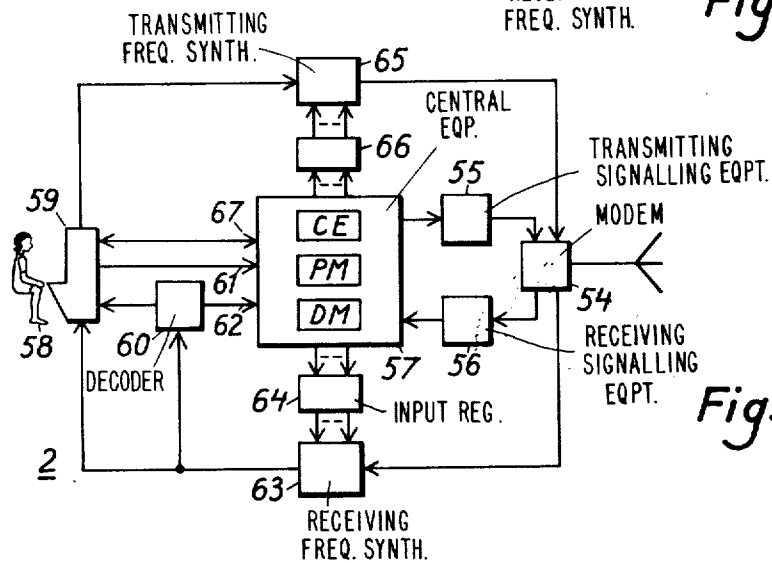 FREQ. SYNTH.
Fig
TRANSMITTING
FREQ. SYNTH.
65
CENTRAL
EQP.
66
55
TRANSMITTING
SIGNALLING EQPT.
MODEM
59
67
CE
PM
DM
61
62
54
58
60
DECODER
57
56
RECEIVING
SIGNALLING
EQPT.
64
INPUT REG.
Fig.
2
63
RECEIVING
FREQ. SYNTH.